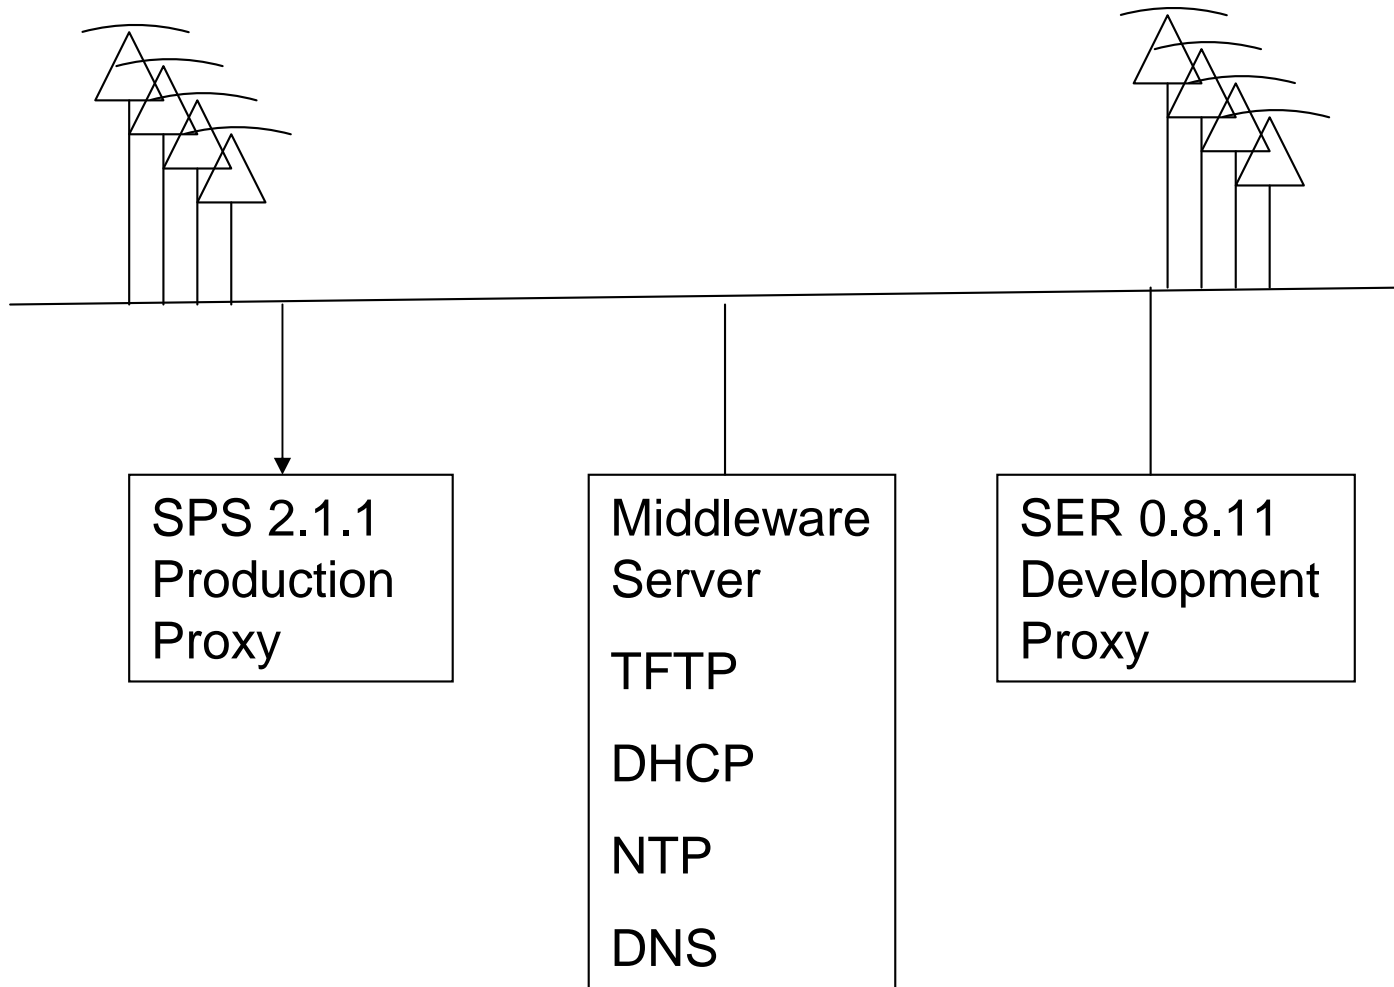 SPS 2.1.1
Production
Proxy
Middleware
Server
TFTP
DHCP
NTP
DNS
SER 0.8.11
Development
Proxy